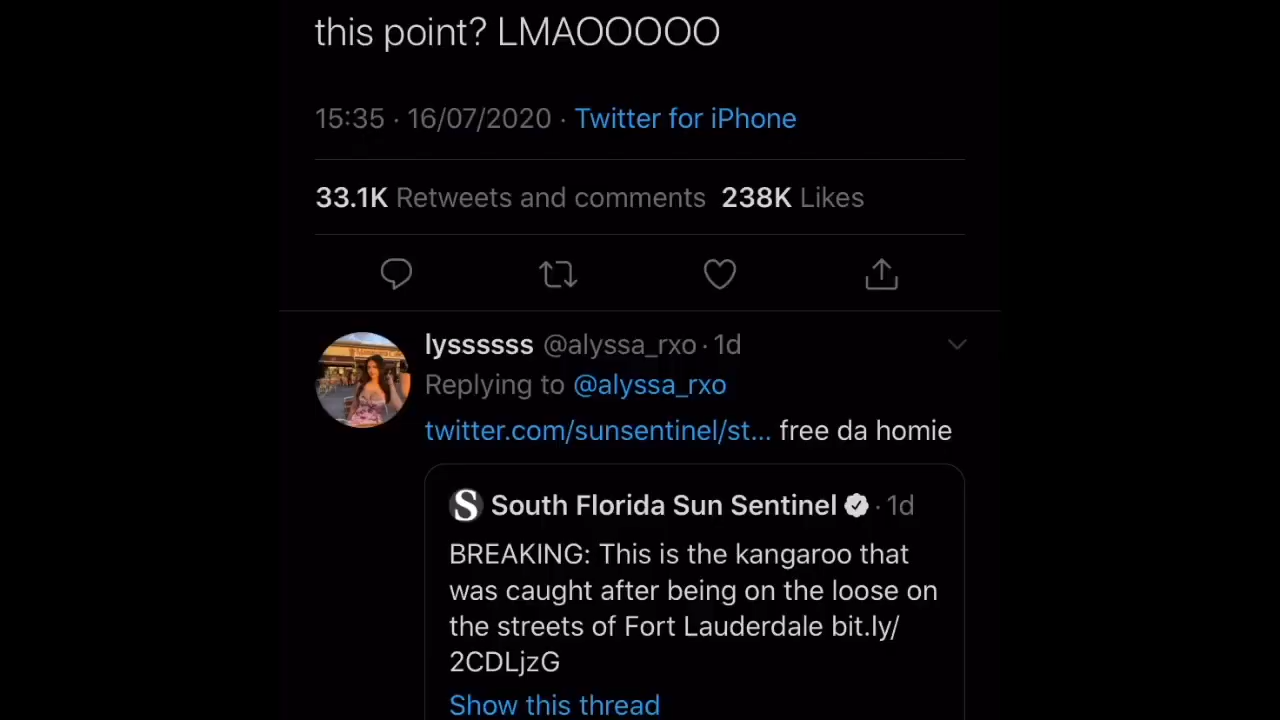 this point? LMAOOOOO
15:35 · 16/07/2020 · Twitter for iPhone
33.1K Retweets and comments 238K Likes
lyssssss @alyssa_rxo · 1d
Replying to @alyssa_rxo
twitter.com/sunsentinel/st... free da homie
S South Florida Sun Sentinel · 1d
BREAKING: This is the kangaroo that
was caught after being on the loose on
the streets of Fort Lauderdale bit.ly/
2CDLjzG
Show this thread